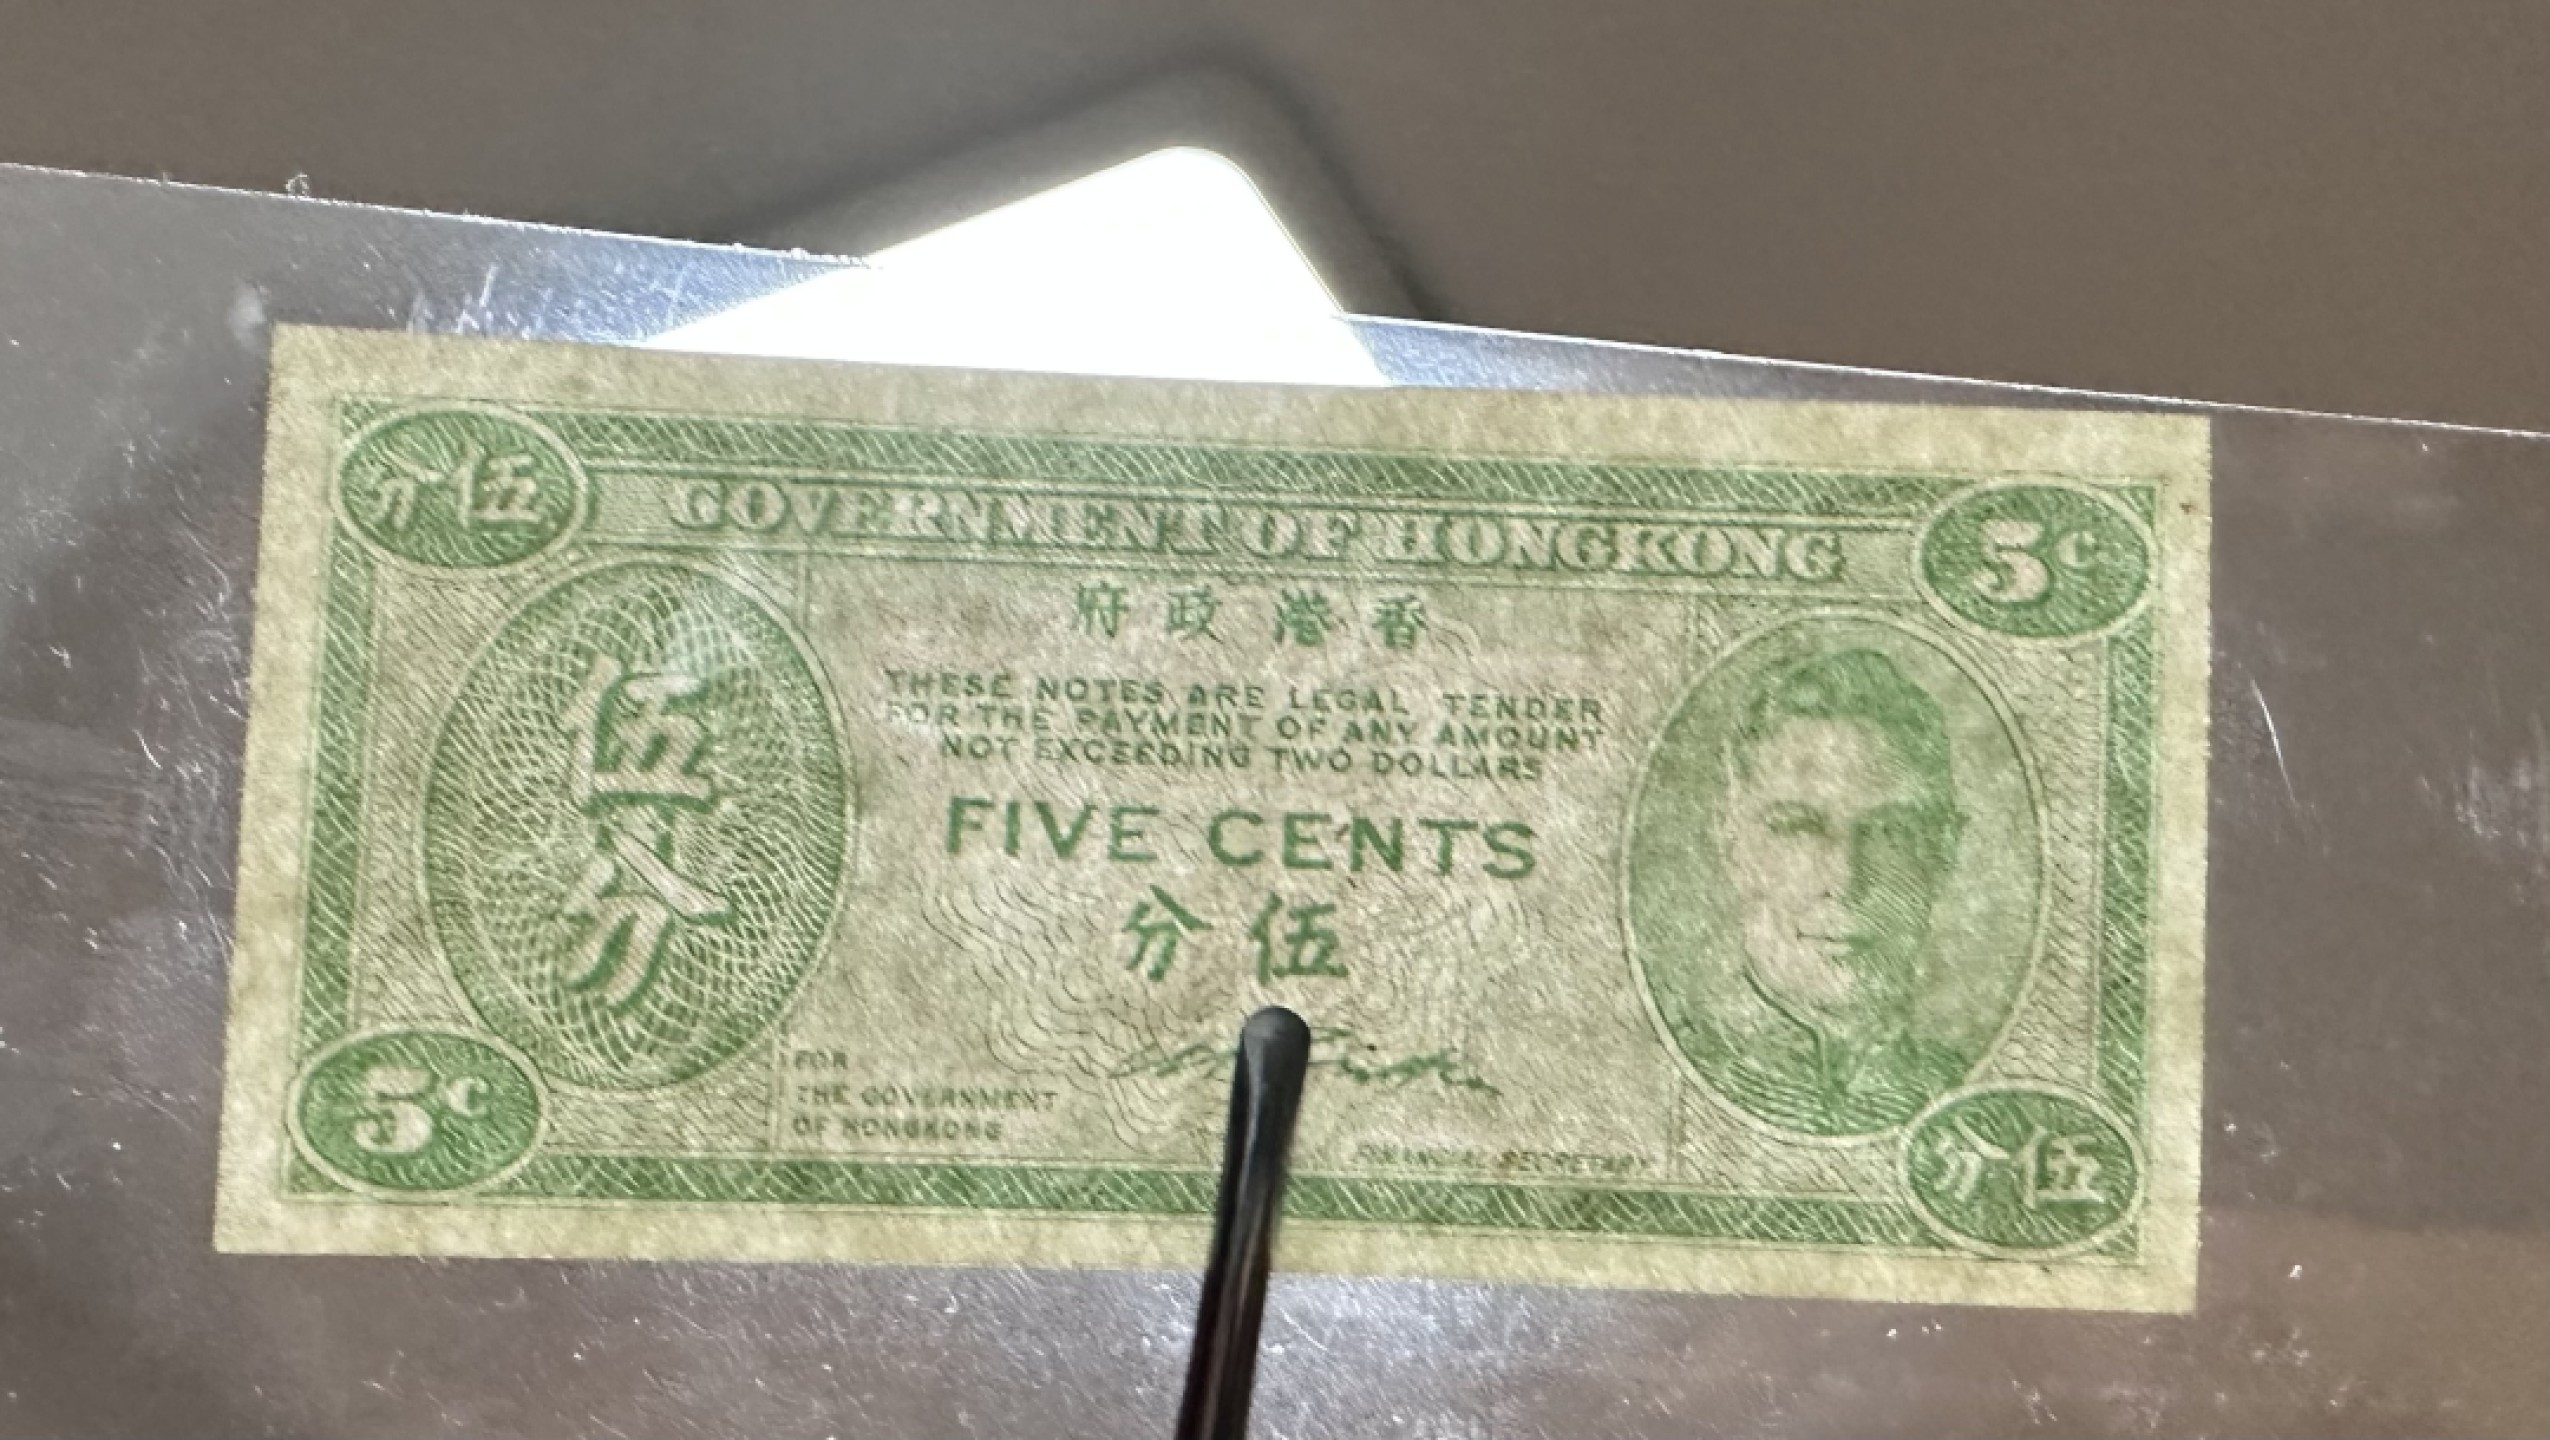 分伍
GOVERNMENT OF HONGKONG
5c
府政港香
THESE NOTES ARE LEGAL TENDER
FOR THE PAYMENT OF ANY AMOUNT
NOT EXCEEDING TWO DOLLARS
伍分
FIVE CENTS
分伍
FOR
THE GOVERNMENT
OF HONGKONG
FINANCIAL SECRETARY
5c
分伍